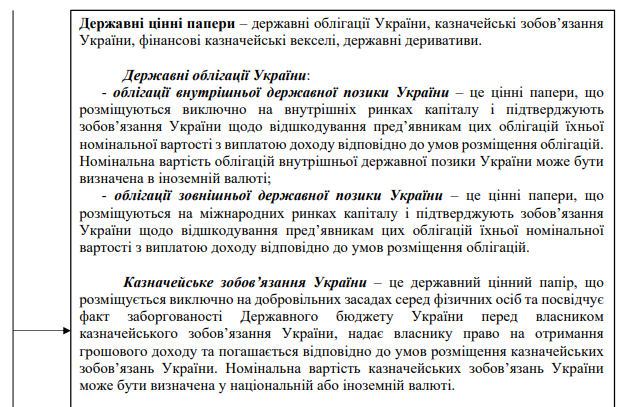 Державні цінні папери – державні облігації України, казначейські зобов’язання
України, фінансові казначейські векселі, державні деривативи.
Державні облігації України:
- облігації внутрішньої державної позики України – це цінні папери, що
розміщуються виключно на внутрішніх ринках капіталу і підтверджують
зобов’язання України щодо відшкодування пред’явникам цих облігацій їхньої
номінальної вартості з виплатою доходу відповідно до умов розміщення облігацій.
Номінальна вартість облігацій внутрішньої державної позики України може бути
визначена в іноземній валюті;
- облігації зовнішньої державної позики України – це цінні папери, що
розміщуються на міжнародних ринках капіталу і підтверджують зобов’язання
України щодо відшкодування пред’явникам цих облігацій їхньої номінальної
вартості з виплатою доходу відповідно до умов розміщення облігацій.
Казначейське зобов’язання України – це державний цінний папір, що
розміщується виключно на добровільних засадах серед фізичних осіб та посвідчує
факт заборгованості Державного бюджету України перед власником
казначейського зобов’язання України, надає власнику право на отримання
грошового доходу та погашається відповідно до умов розміщення казначейських
зобов’язань України. Номінальна вартість казначейських зобов’язань України
може бути визначена у національній або іноземній валюті.